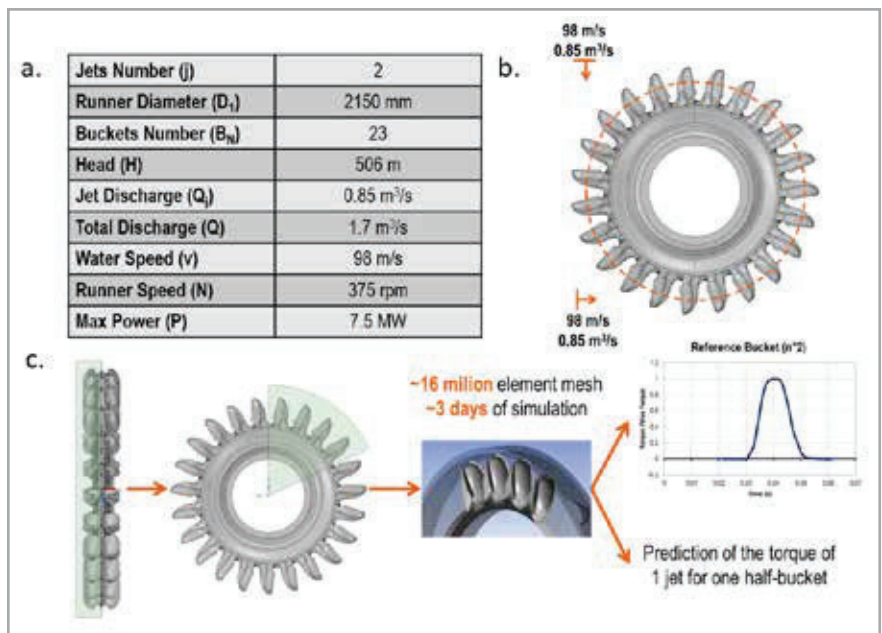 a.
Jets Number (j) 2
Runner Diameter (D₁) 2150 mm
Buckets Number (Bɴ) 23
Head (H) 506 m
Jet Discharge (Qⱼ) 0.85 m³/s
Total Discharge (Q) 1.7 m³/s
Water Speed (v) 98 m/s
Runner Speed (N) 375 rpm
Max Power (P) 7.5 MW
b.
98 m/s
0.85 m³/s
98 m/s
0.85 m³/s
c.
~16 milion element mesh
~3 days of simulation
Reference Bucket (n°2)
Prediction of the torque of
1 jet for one half-bucket